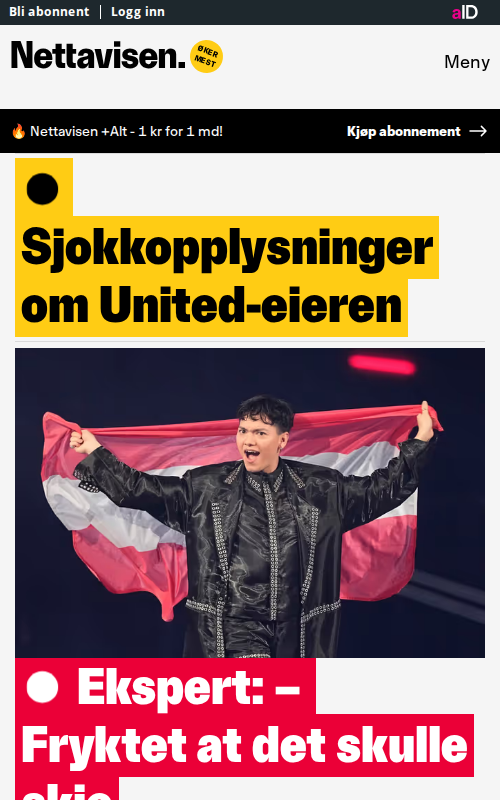 Bli abonnent
Logg inn
aID
Nettavisen.
ØKER
MEST
Meny
🔥 Nettavisen +Alt - 1 kr for 1 md!
Kjøp abonnement
Sjokkopplysninger
om United-eieren
Ekspert: –
Fryktet at det skulle